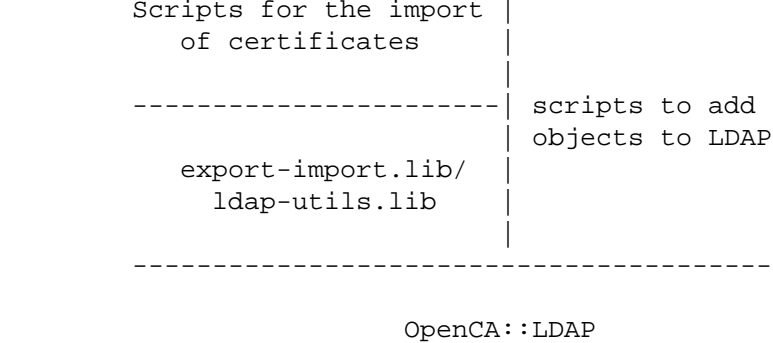 Scripts for the import |
of certificates |
|
-----------------------| scripts to add
| objects to LDAP
export-import.lib/ |
ldap-utils.lib |
|
----------------------------------------
OpenCA::LDAP